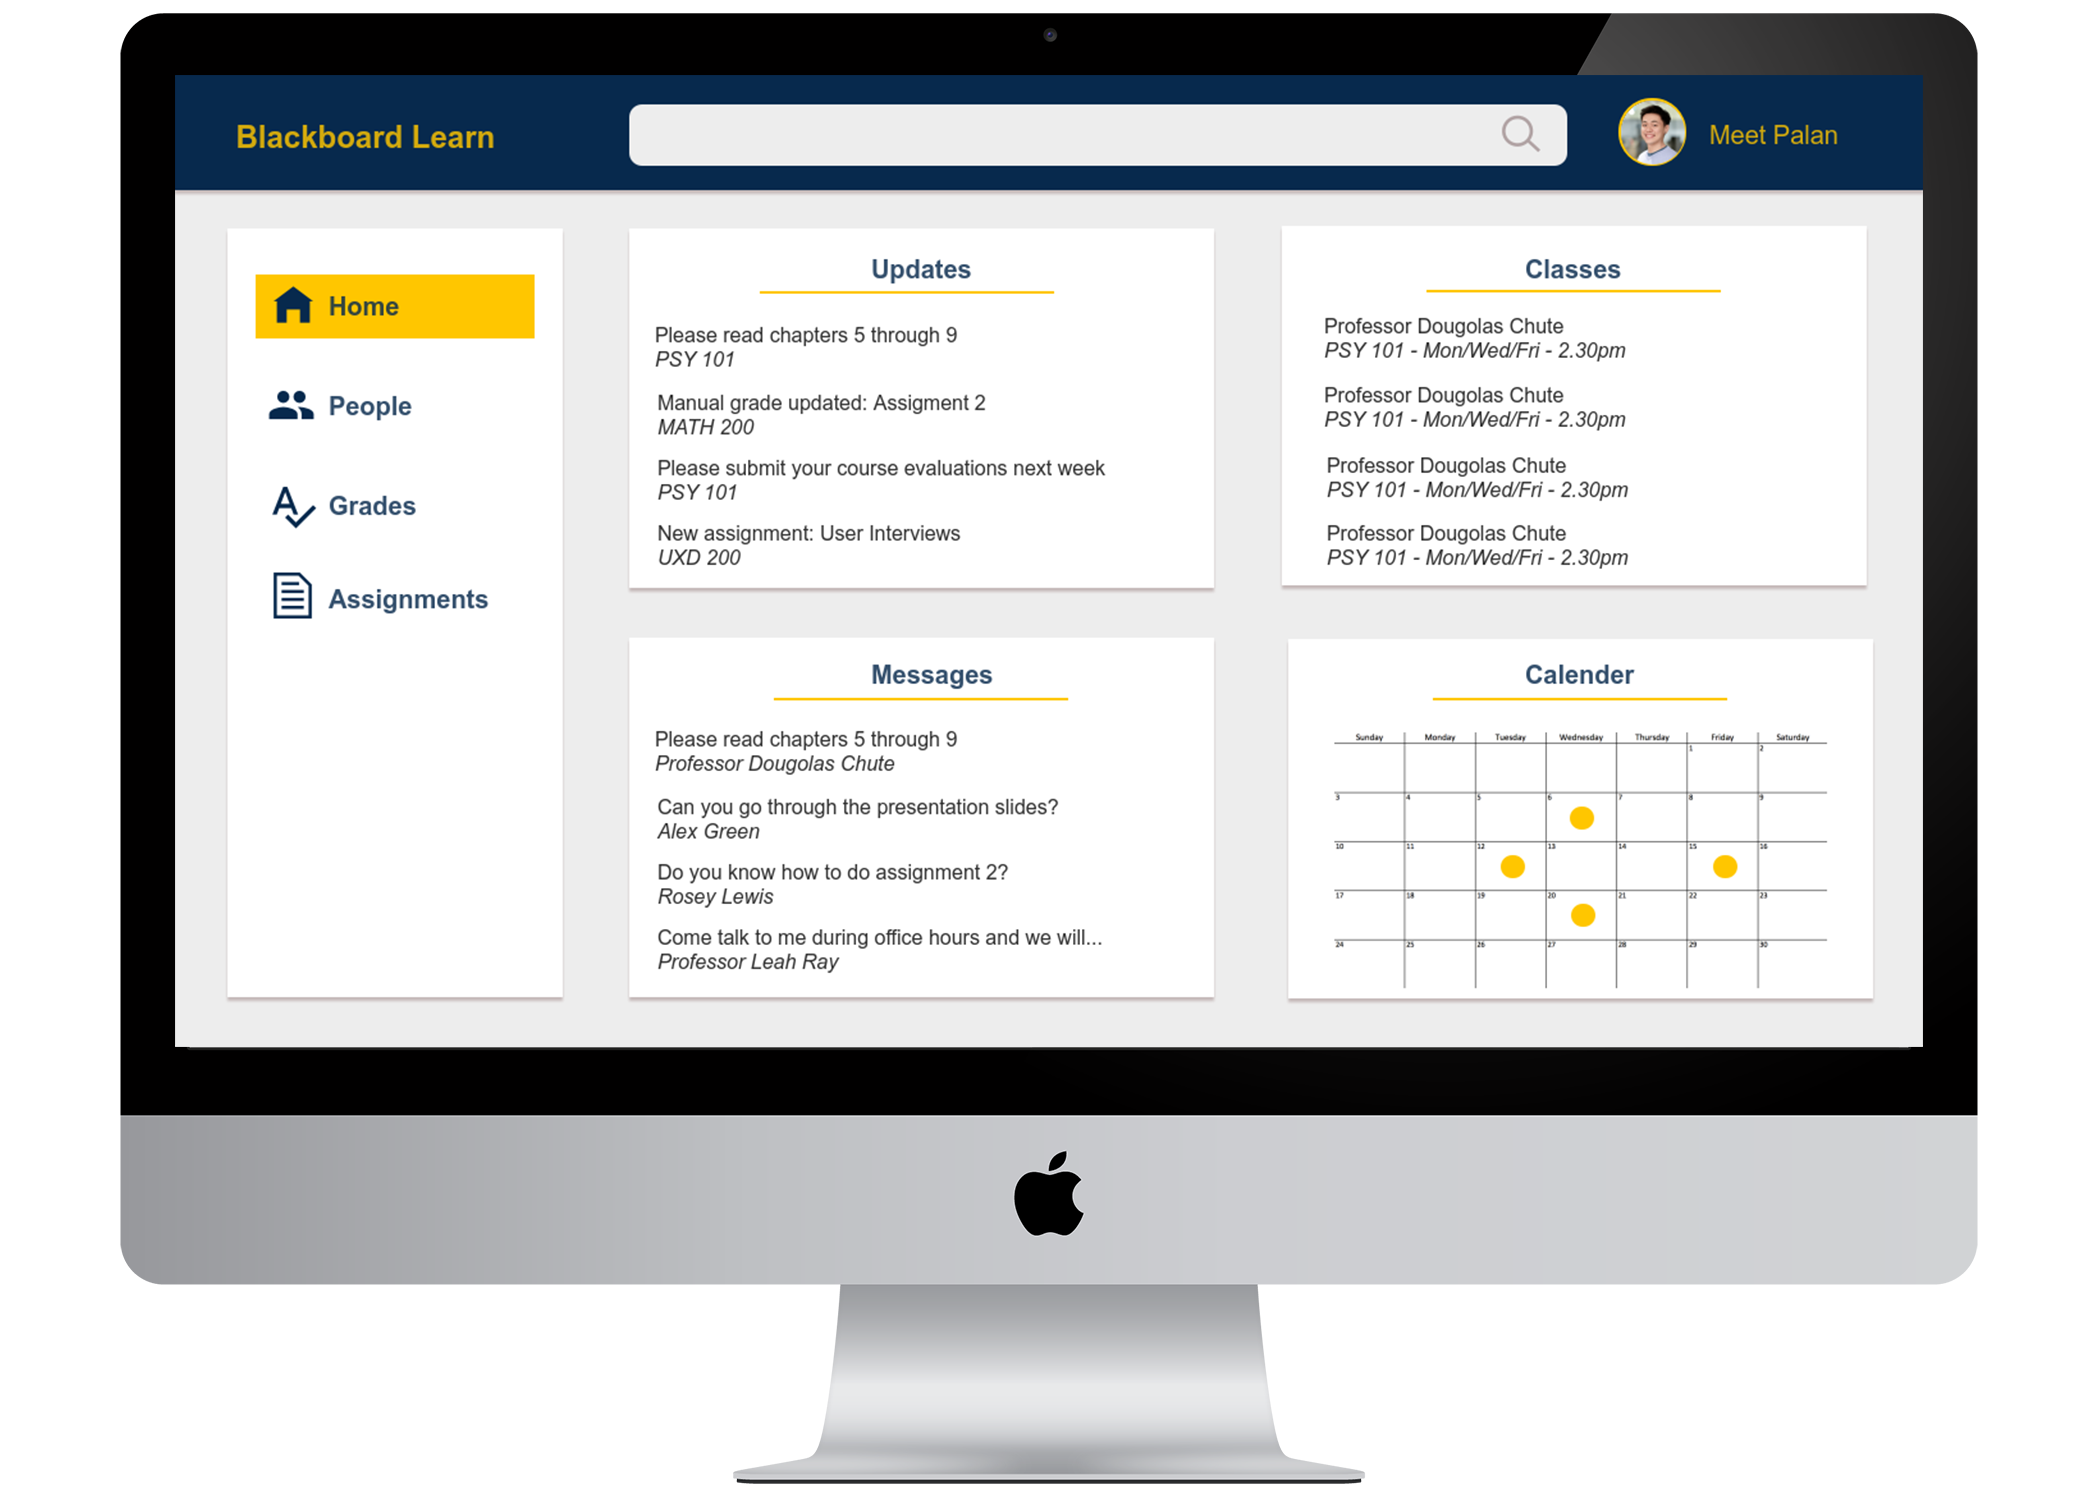 Blackboard Learn
Meet Palan
Home
People
Grades
Assignments
Updates
Please read chapters 5 through 9
PSY 101
Manual grade updated: Assigment 2
MATH 200
Please submit your course evaluations next week
PSY 101
New assignment: User Interviews
UXD 200
Classes
Professor Dougolas Chute
PSY 101 - Mon/Wed/Fri - 2.30pm
Professor Dougolas Chute
PSY 101 - Mon/Wed/Fri - 2.30pm
Professor Dougolas Chute
PSY 101 - Mon/Wed/Fri - 2.30pm
Professor Dougolas Chute
PSY 101 - Mon/Wed/Fri - 2.30pm
Messages
Please read chapters 5 through 9
Professor Dougolas Chute
Can you go through the presentation slides?
Alex Green
Do you know how to do assignment 2?
Rosey Lewis
Come talk to me during office hours and we will...
Professor Leah Ray
Calender
Sunday Monday Tuesday Wednesday Thursday Friday Saturday
1 2
3 4 5 6 7 8 9
10 11 12 13 14 15 16
17 18 19 20 21 22 23
24 25 26 27 28 29 30